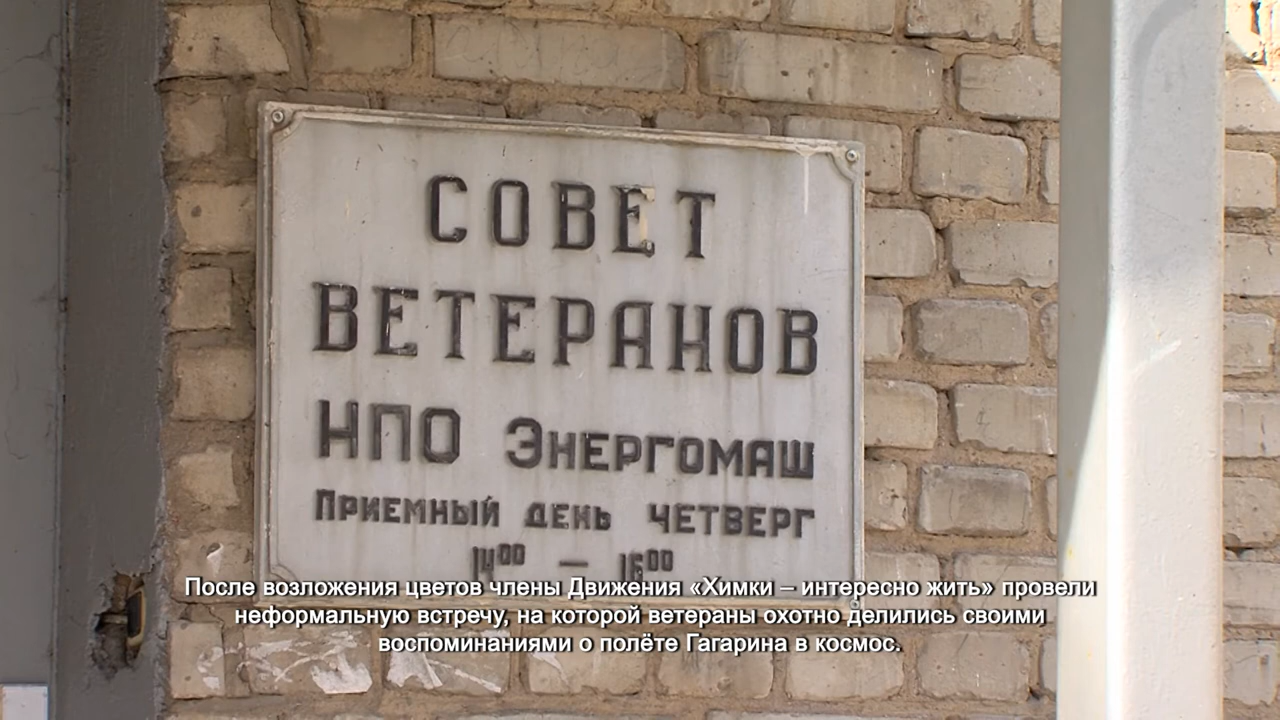 СОВЕТ
ВЕТЕРАНОВ
НПО ЭНЕРГОМАШ
ПРИЕМНЫЙ ДЕНЬ ЧЕТВЕРГ
14⁰⁰ — 16⁰⁰
После возложения цветов члены Движения «Химки – интересно жить» провели
неформальную встречу, на которой ветераны охотно делились своими
воспоминаниями о полёте Гагарина в космос.